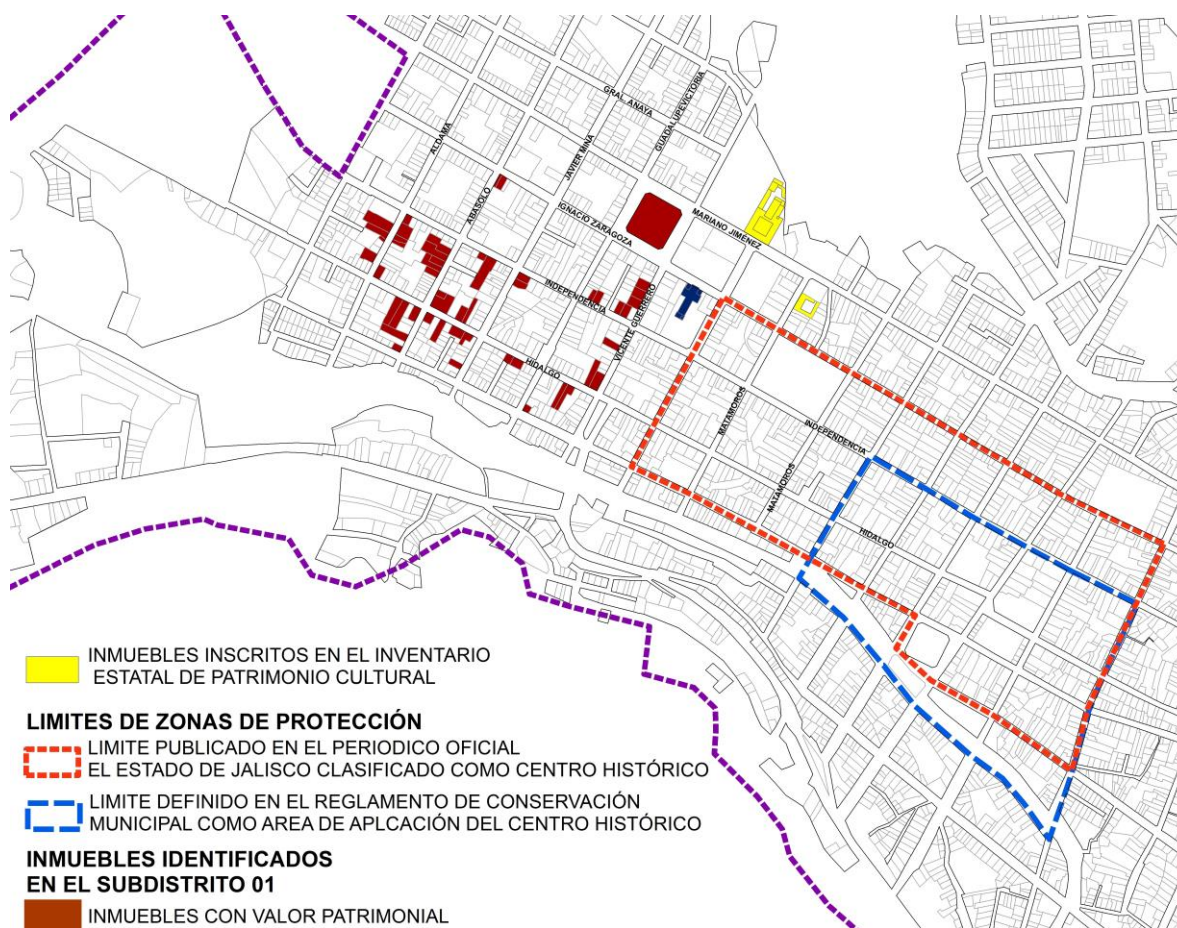 GRAL. ANAYA
GUADALUPEVICTORIA
ALDAMA
JAVIER MINA
ABASOLO
IGNACIO ZARAGOZA
MARIANO JIMÉNEZ
INDEPENDENCIA
VICENTE GUERRERO
HIDALGO
MATAMOROS
INDEPENDENCIA
MATAMOROS
HIDALGO
INMUEBLES INSCRITOS EN EL INVENTARIO
ESTATAL DE PATRIMONIO CULTURAL
LIMITES DE ZONAS DE PROTECCIÓN
LIMITE PUBLICADO EN EL PERIODICO OFICIAL
EL ESTADO DE JALISCO CLASIFICADO COMO CENTRO HISTÓRICO
LIMITE DEFINIDO EN EL REGLAMENTO DE CONSERVACIÓN
MUNICIPAL COMO AREA DE APLCACIÓN DEL CENTRO HISTÓRICO
INMUEBLES IDENTIFICADOS
EN EL SUBDISTRITO 01
INMUEBLES CON VALOR PATRIMONIAL